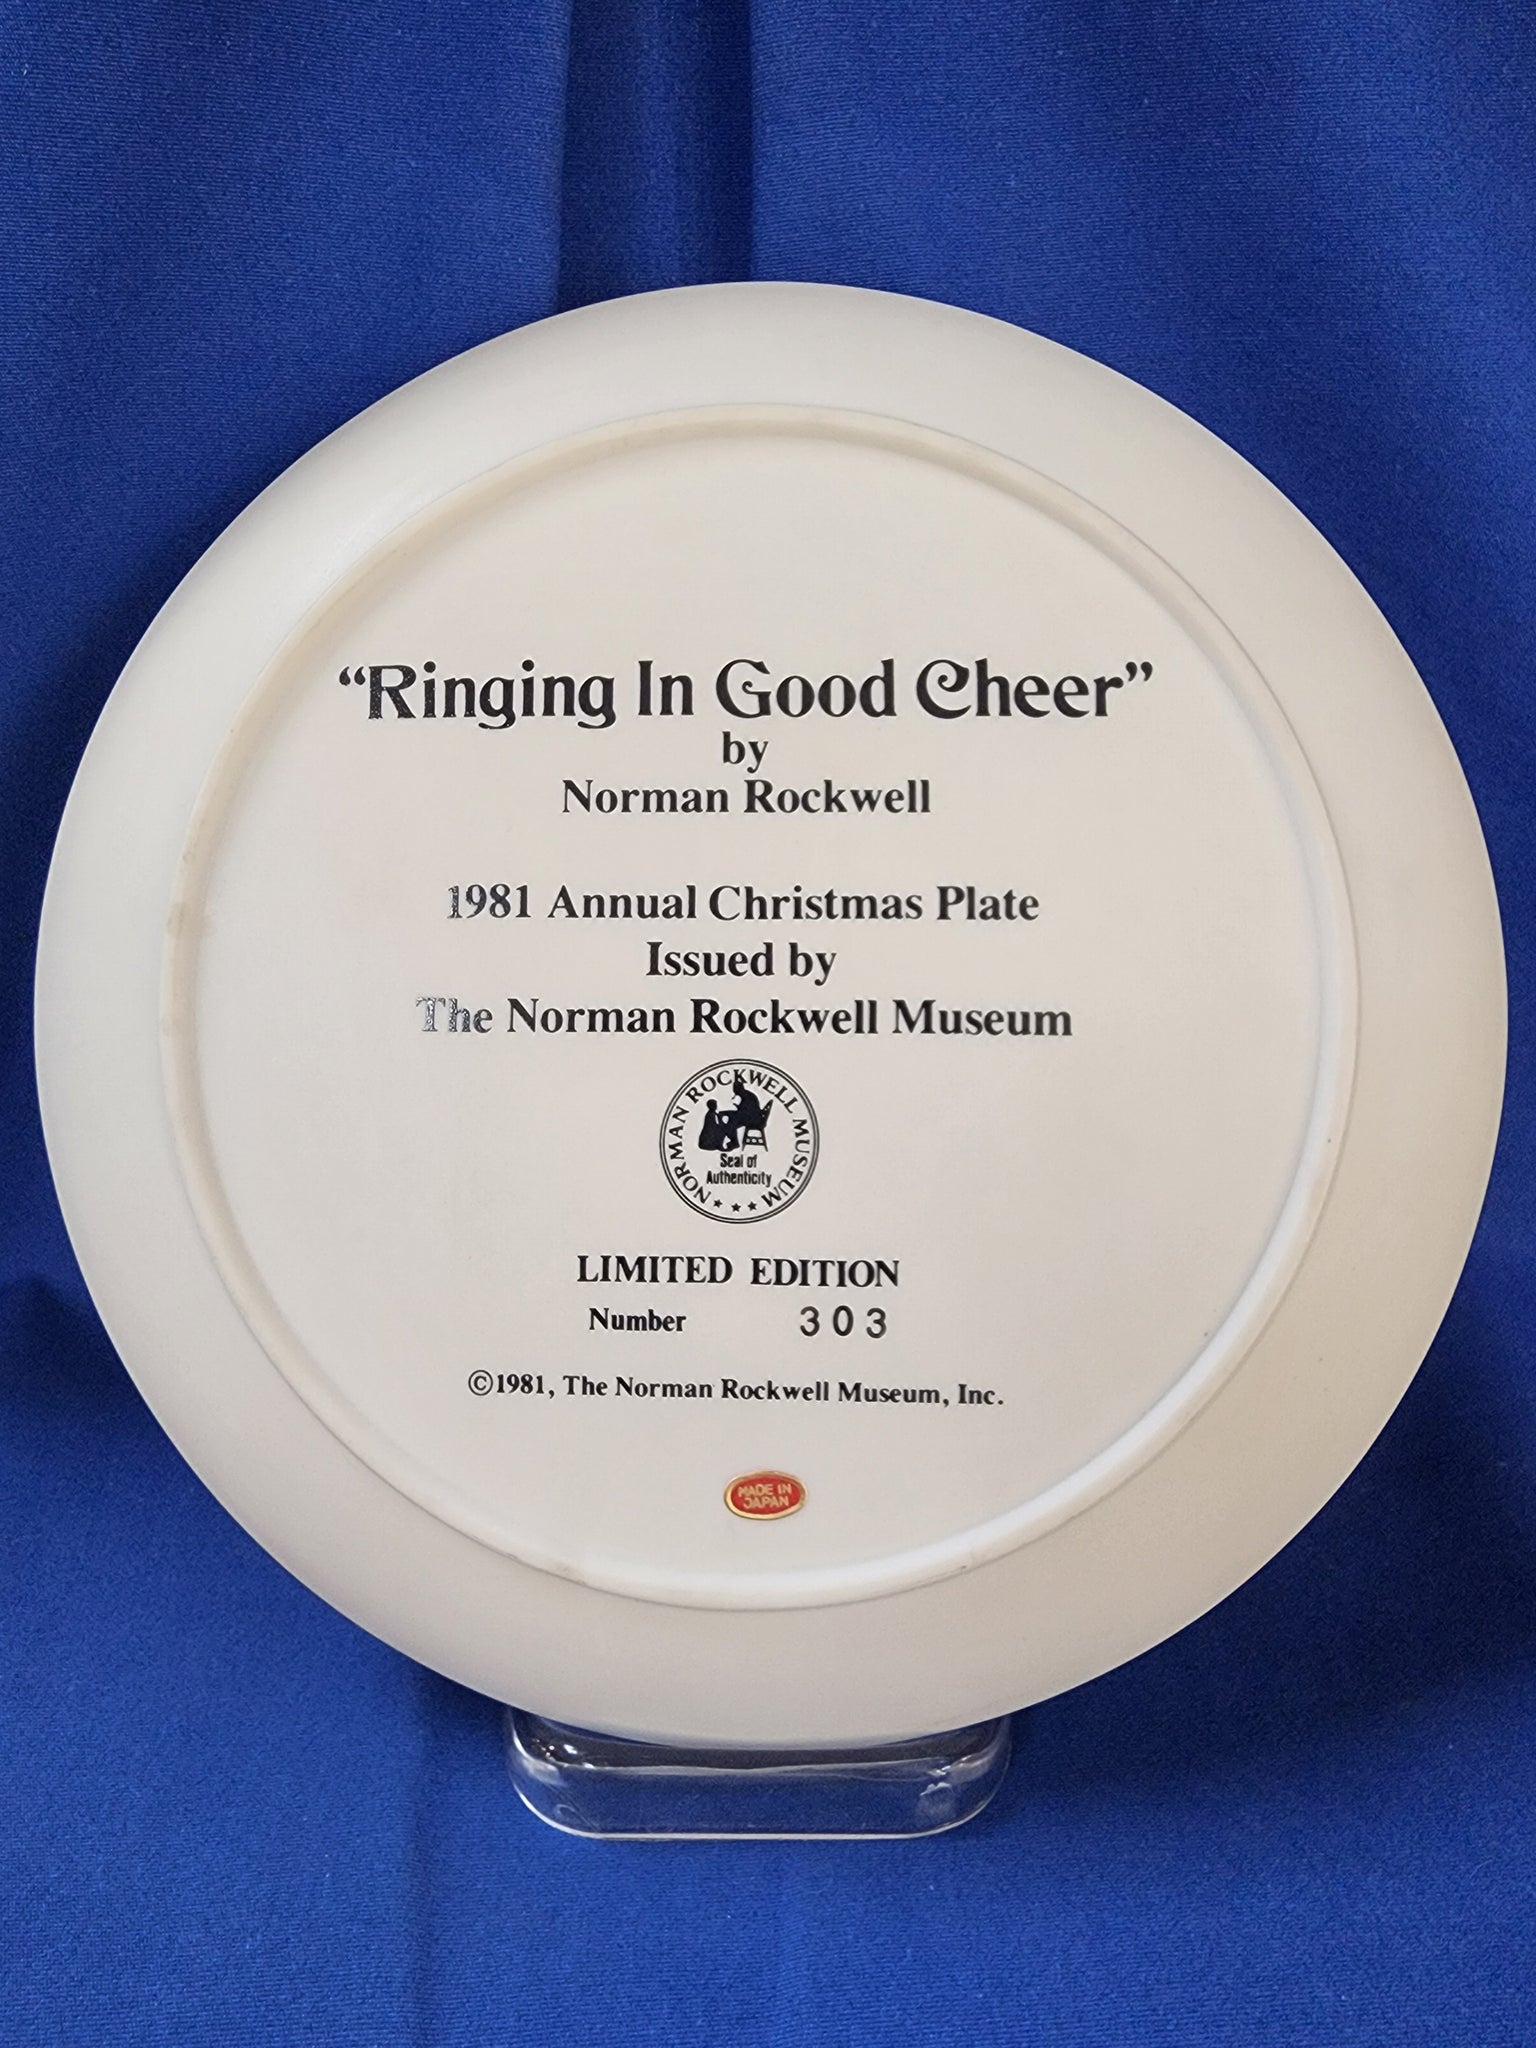 “Ringing In Good Cheer”
by
Norman Rockwell
1981 Annual Christmas Plate
Issued by
The Norman Rockwell Museum
NORMAN ROCKWELL MUSEUM
Seal of
Authenticity
LIMITED EDITION
Number 303
©1981, The Norman Rockwell Museum, Inc.
MADE IN
JAPAN